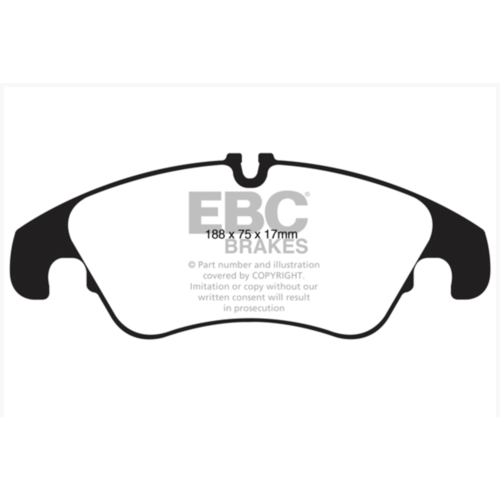 EBC
188 x 75 x 17mm
BRAKES
© Part number and information
covered by COPYRIGHT.
Imitation or copy without our
written consent will result
in prosecution